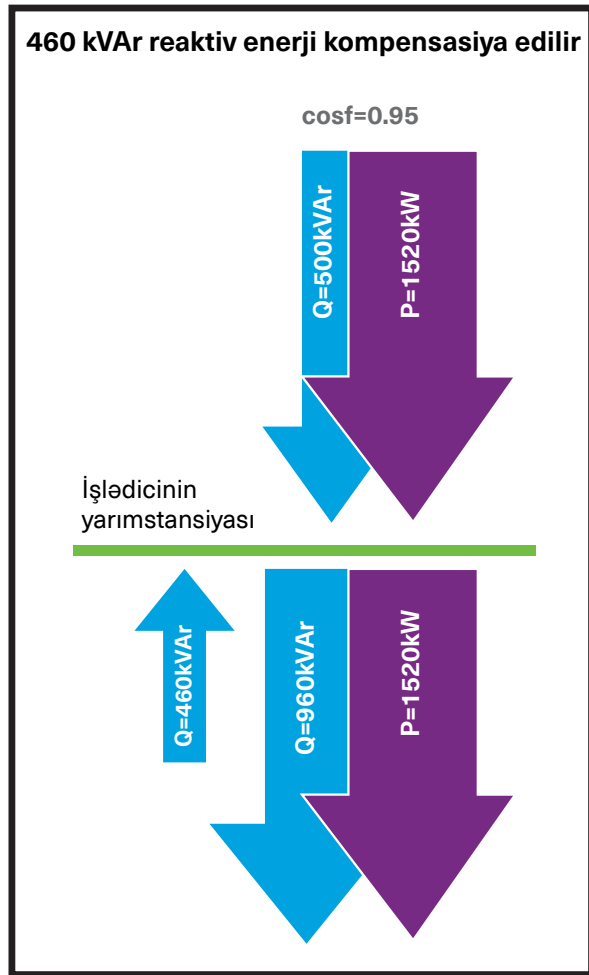 460 kVAr reaktiv enerji kompensasiya edilir
cosf=0.95
Q=500kVAr
P=1520kW
İşlədicinin
yarımstansiyası
Q=460kVAr
Q=960kVAr
P=1520kW